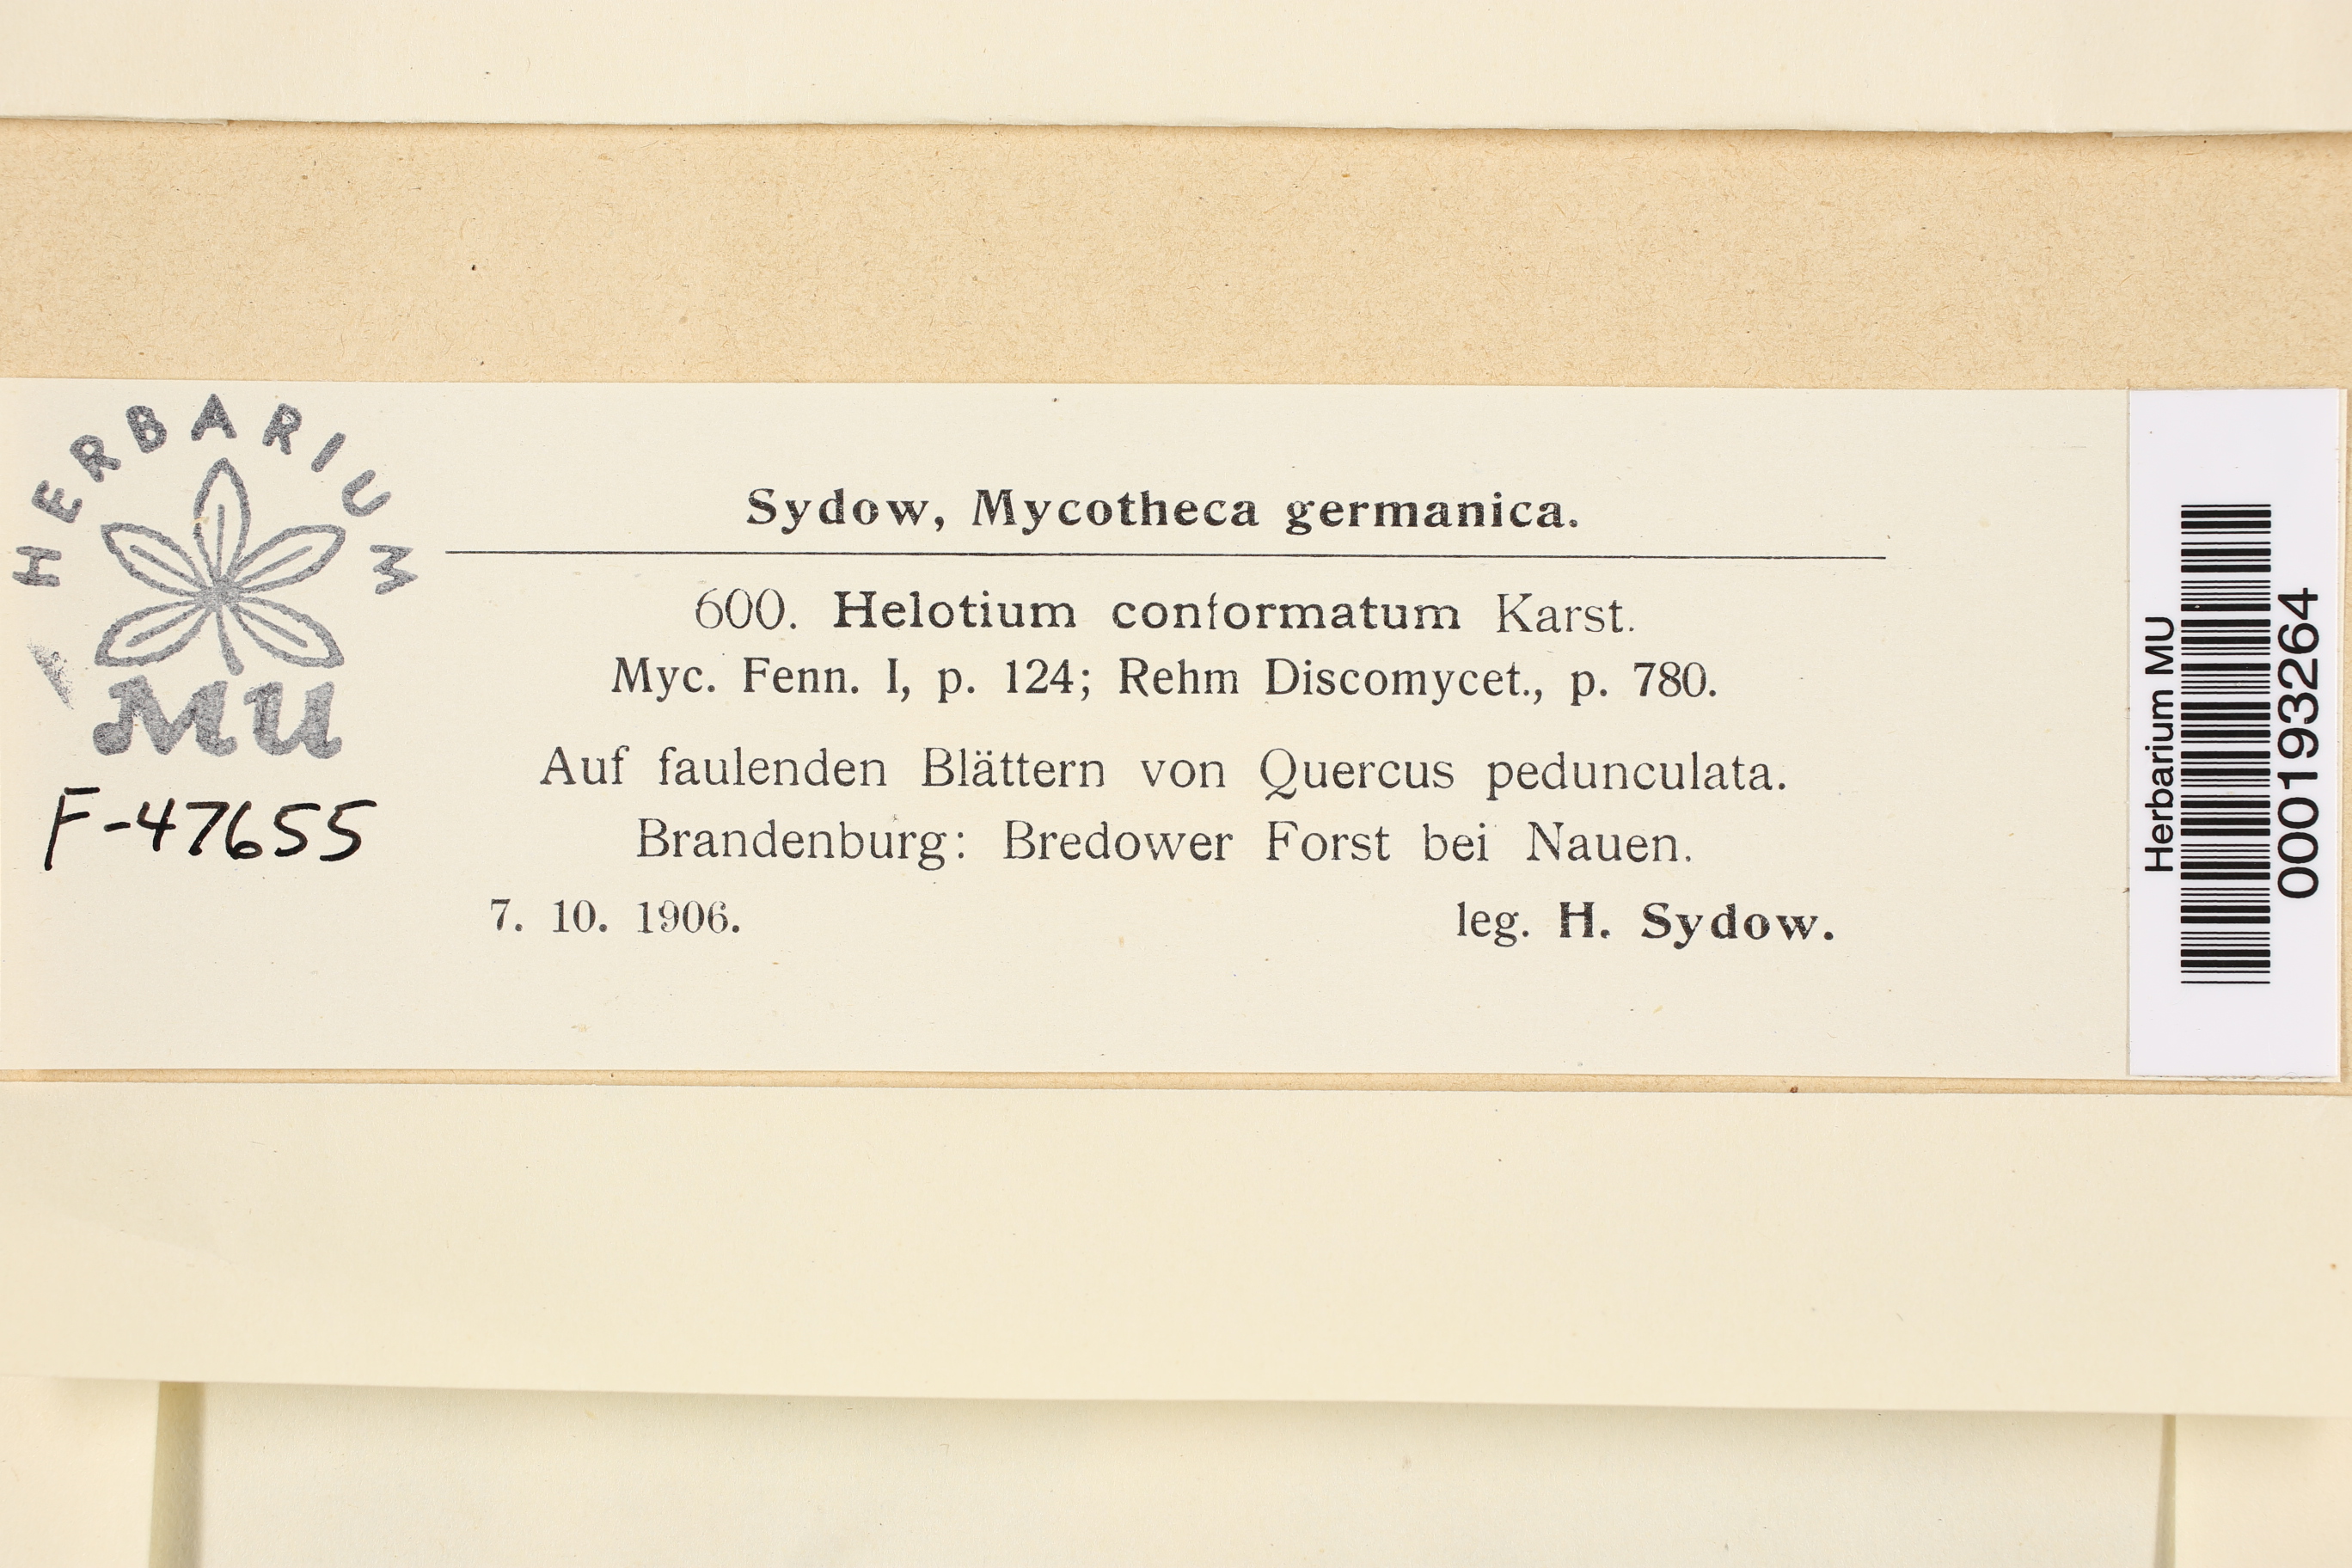 HERBARIUM
MU
F-47655
Sydow, Mycotheca germanica.
600. Helotium conformatum Karst.
Myc. Fenn. I, p. 124; Rehm Discomycet., p. 780.
Auf faulenden Blättern von Quercus pedunculata.
Brandenburg: Bredower Forst bei Nauen.
7. 10. 1906. leg. H. Sydow.
Herbarium MU
000193264